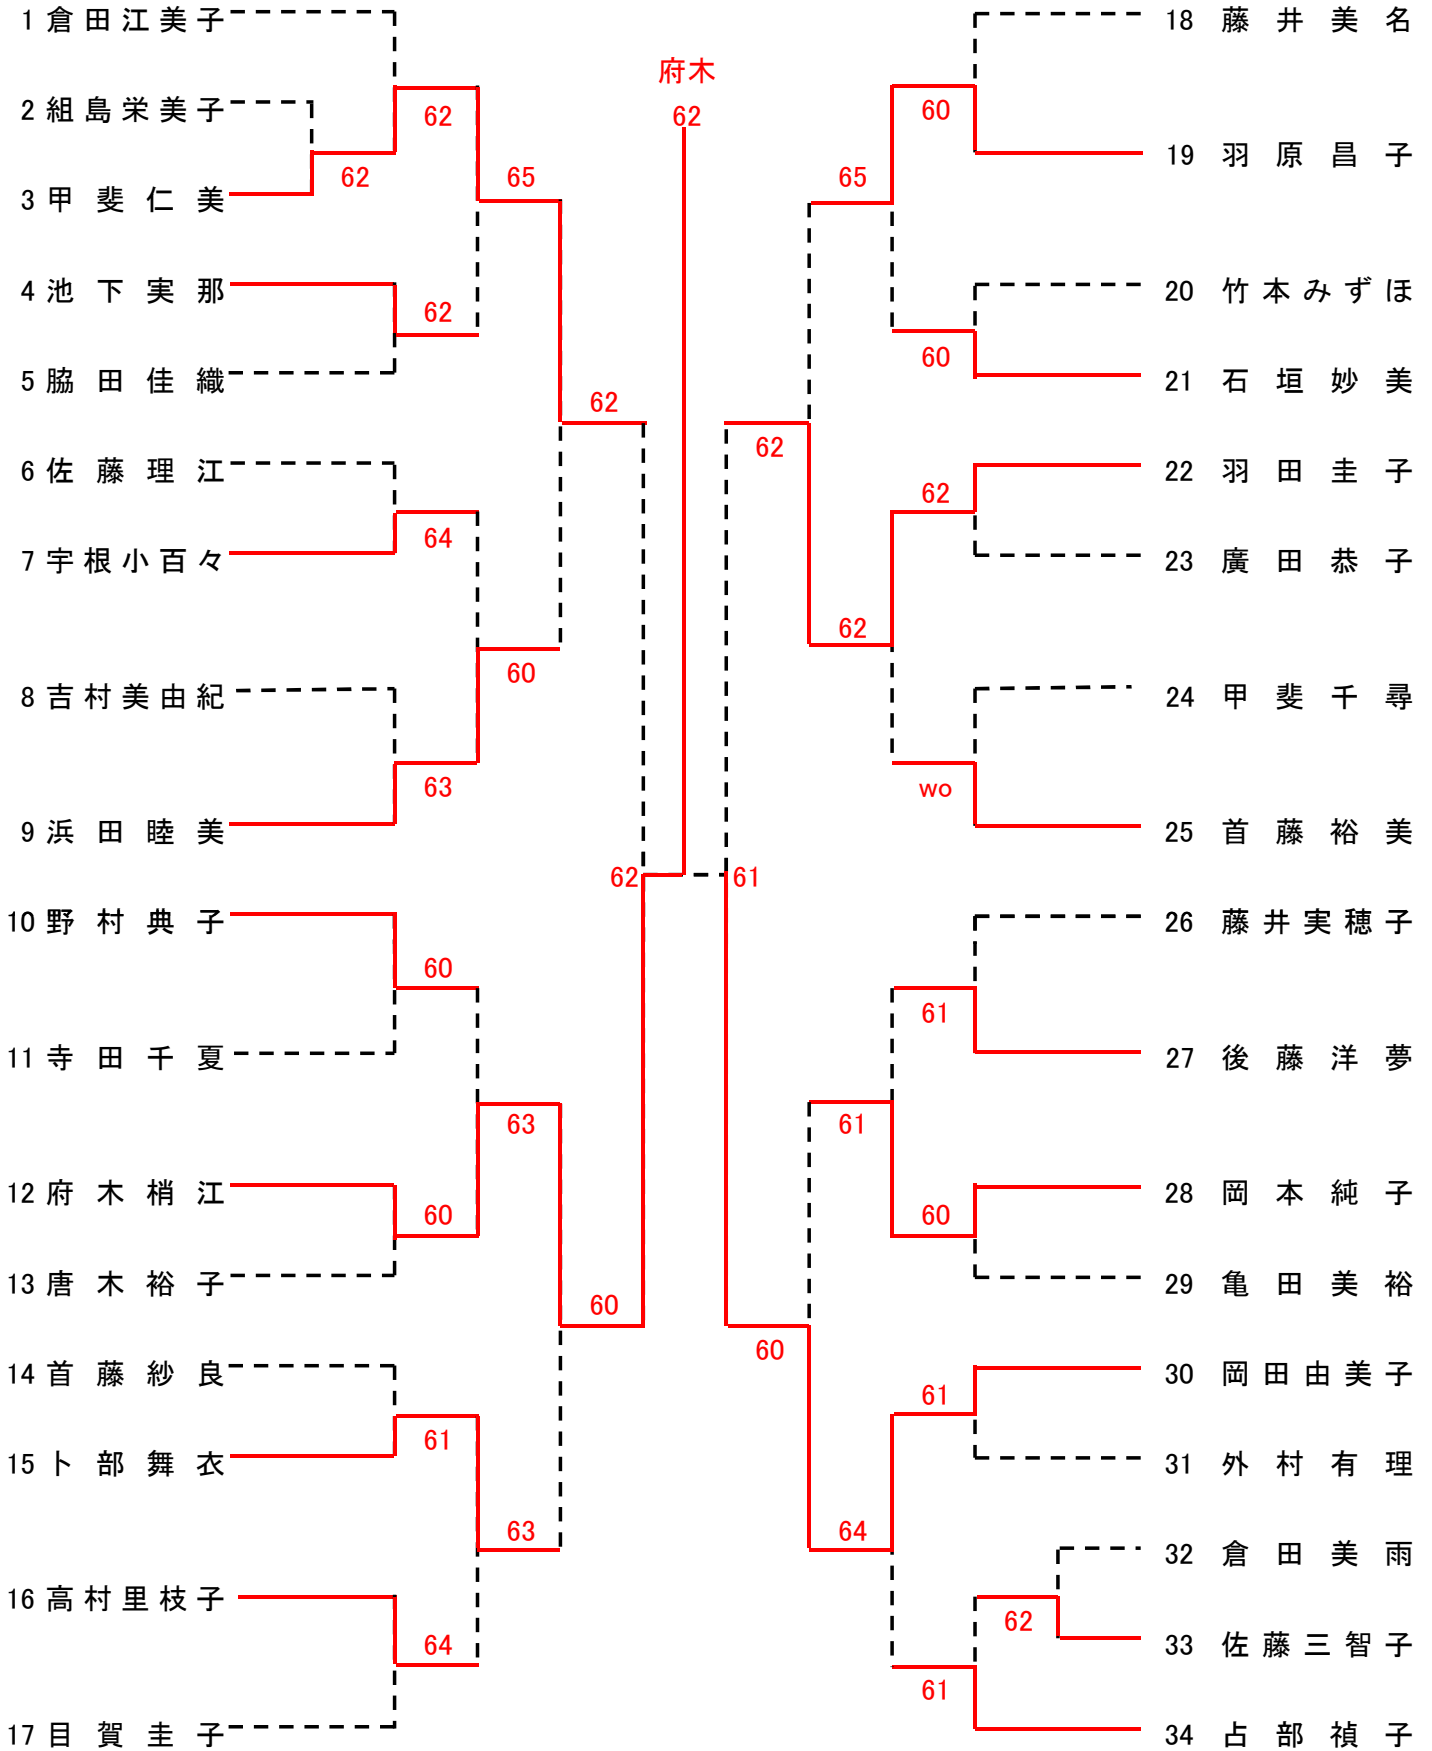 1 倉田江美子
2 組島栄美子
3 甲斐仁美
4 池下実那
5 脇田佳織
6 佐藤理江
7 宇根小百々
8 吉村美由紀
9 浜田睦美
10 野村典子
11 寺田千夏
12 府木梢江
13 唐木裕子
14 首藤紗良
15 卜部舞衣
16 高村里枝子
17 目賀圭子
62
62
62
64
63
60
60
61
64
65
60
63
63
62
60
62
府木
62
61
62
60
65
62
61
64
60
60
62
wo
61
60
61
62
61
18 藤井美名
19 羽原昌子
20 竹本みずほ
21 石垣妙美
22 羽田圭子
23 廣田恭子
24 甲斐千尋
25 首藤裕美
26 藤井実穂子
27 後藤洋夢
28 岡本純子
29 亀田美裕
30 岡田由美子
31 外村有理
32 倉田美雨
33 佐藤三智子
34 占部禎子